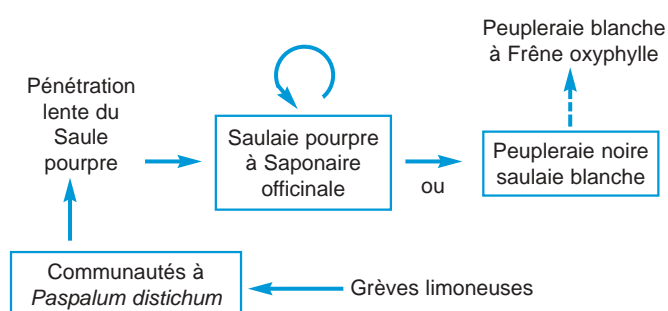 Peupleraie blanche
à Frêne oxyphylle
Pénétration
lente du
Saule
pourpre
Saulaie pourpre
à Saponaire
officinale
ou
Peupleraie noire
saulaie blanche
Communautés à
Paspalum distichum
Grèves limoneuses